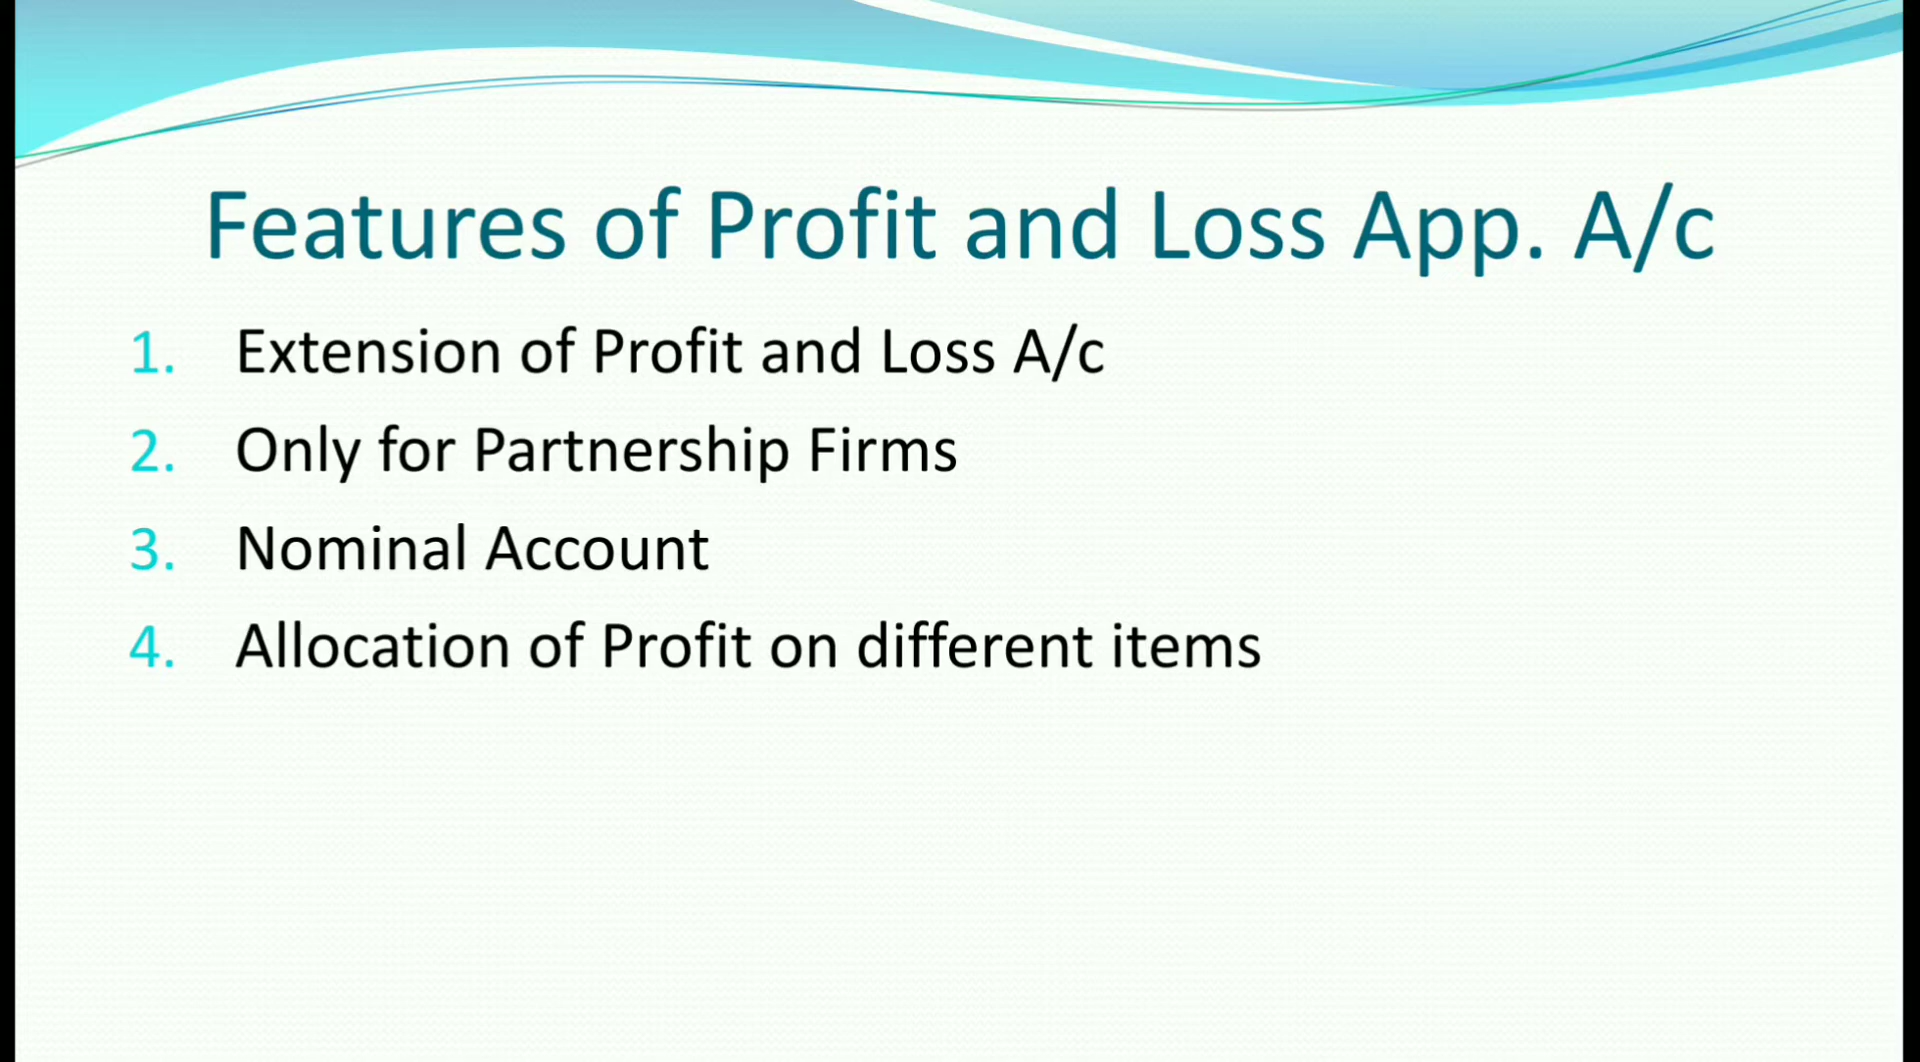 Features of Profit and Loss App. A/c
1. Extension of Profit and Loss A/c
2. Only for Partnership Firms
3. Nominal Account
4. Allocation of Profit on different items